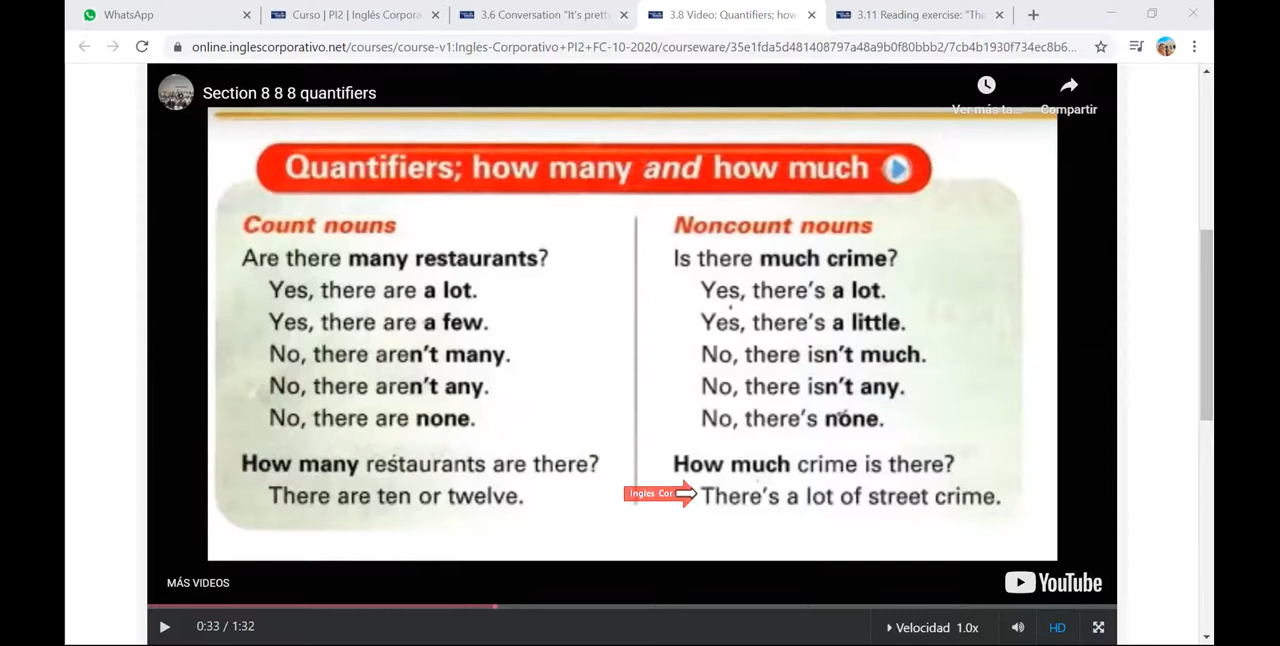 WhatsApp
Curso | PI2 | Inglés Corpora
3.6 Conversation "It's prett
3.8 Video: Quantifiers; how
3.11 Reading exercise: "The
online.inglescorporativo.net/courses/course-v1:Ingles-Corporativo+PI2+FC-10-2020/courseware/35e1fda5d481408797a48a9b0f80bbb2/7cb4b1930f734ec8b6...
Section 8 8 8 quantifiers
Ver más ta...
Compartir
Quantifiers; how many and how much
Count nouns
Are there many restaurants?
Yes, there are a lot.
Yes, there are a few.
No, there aren't many.
No, there aren't any.
No, there are none.
How many restaurants are there?
There are ten or twelve.
Noncount nouns
Is there much crime?
Yes, there's a lot.
Yes, there's a little.
No, there isn't much.
No, there isn't any.
No, there's none.
How much crime is there?
Ingles Cor
There's a lot of street crime.
MÁS VIDEOS
YouTube
0:33 / 1:32
Velocidad 1.0x
HD